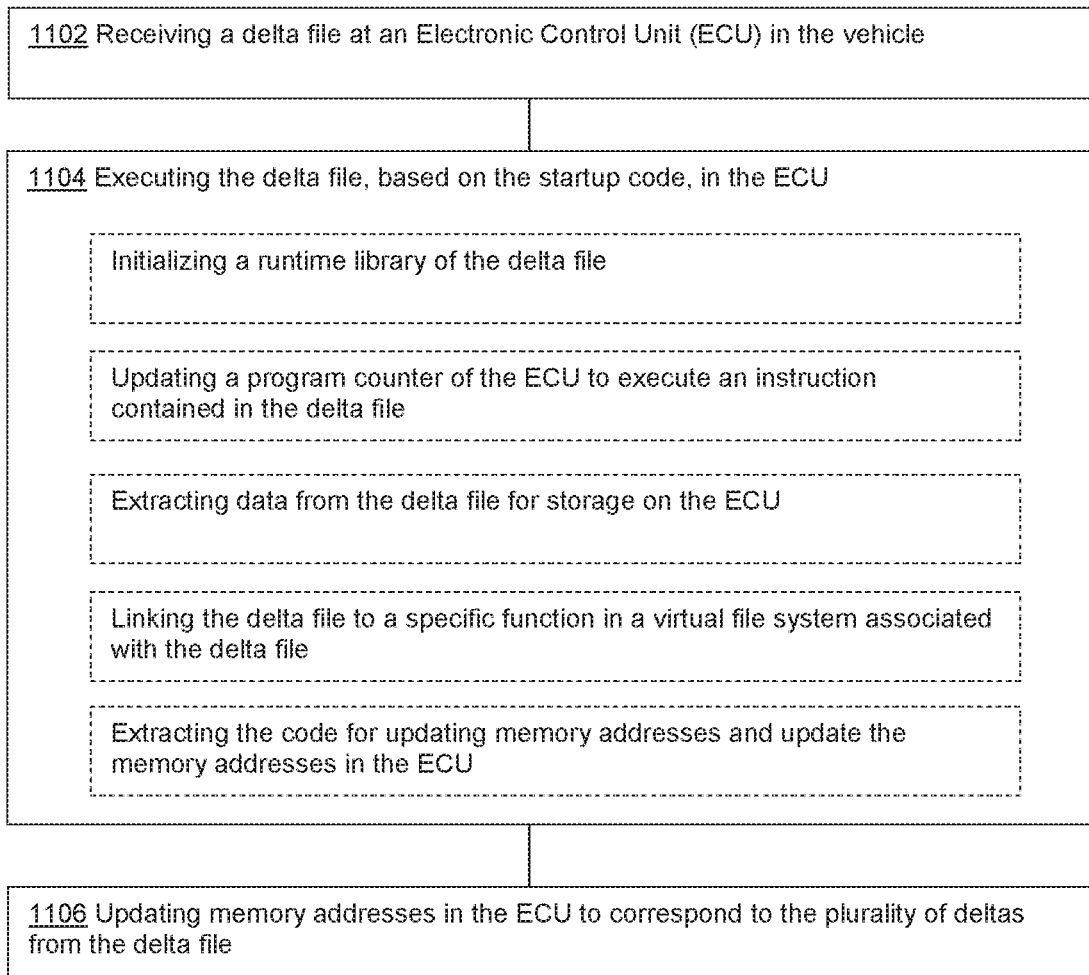 1102 Receiving a delta file at an Electronic Control Unit (ECU) in the vehicle
1104 Executing the delta file, based on the startup code, in the ECU
Initializing a runtime library of the delta file
Updating a program counter of the ECU to execute an instruction
contained in the delta file
Extracting data from the delta file for storage on the ECU
Linking the delta file to a specific function in a virtual file system associated
with the delta file
Extracting the code for updating memory addresses and update the
memory addresses in the ECU
1106 Updating memory addresses in the ECU to correspond to the plurality of deltas
from the delta file